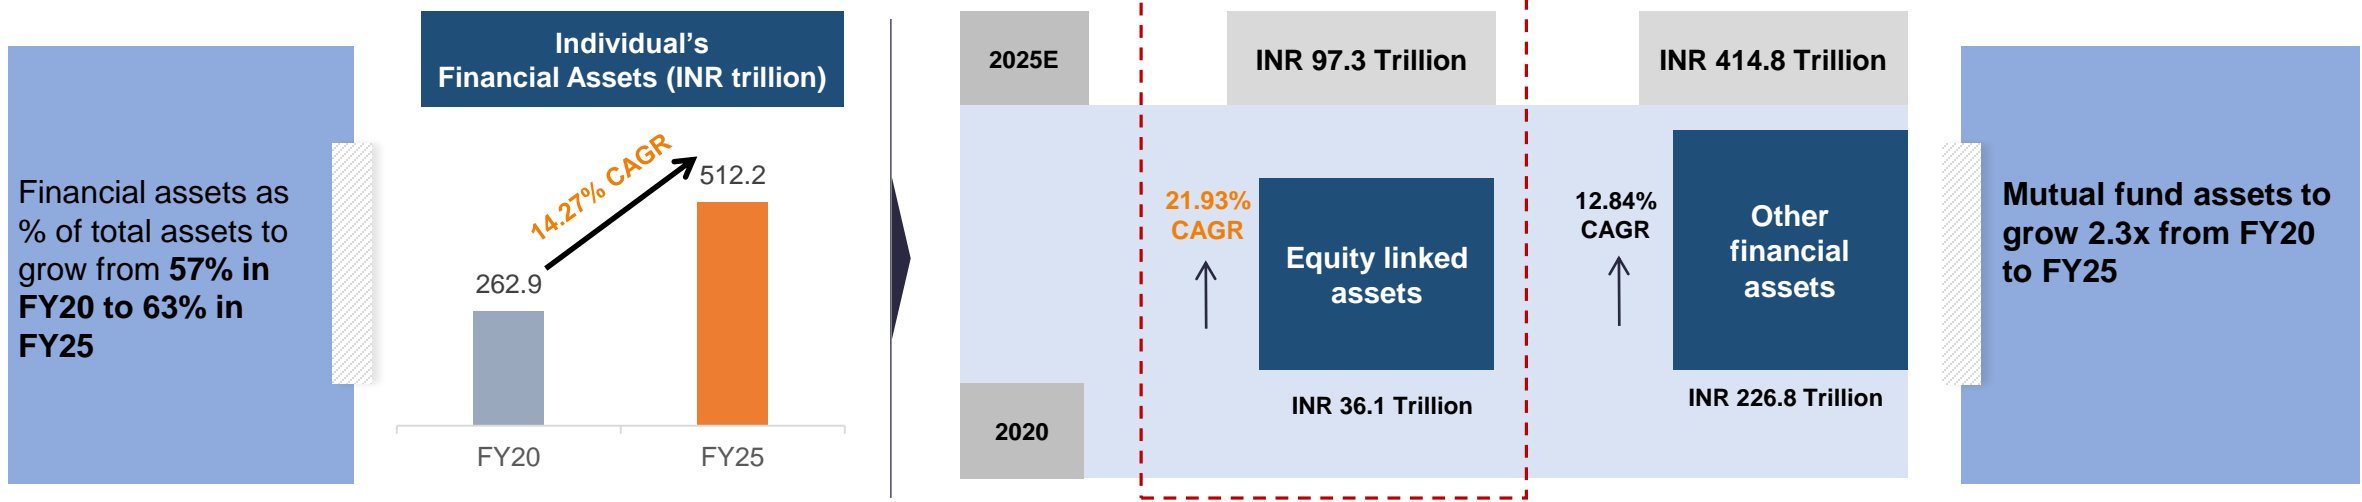 Financial assets as
% of total assets to
grow from 57% in
FY20 to 63% in
FY25
Individual’s
Financial Assets (INR trillion)
14.27% CAGR
262.9
512.2
FY20
FY25
2025E
INR 97.3 Trillion
INR 414.8 Trillion
21.93%
CAGR
Equity linked
assets
12.84%
CAGR
Other
financial
assets
INR 36.1 Trillion
INR 226.8 Trillion
2020
Mutual fund assets to
grow 2.3x from FY20
to FY25